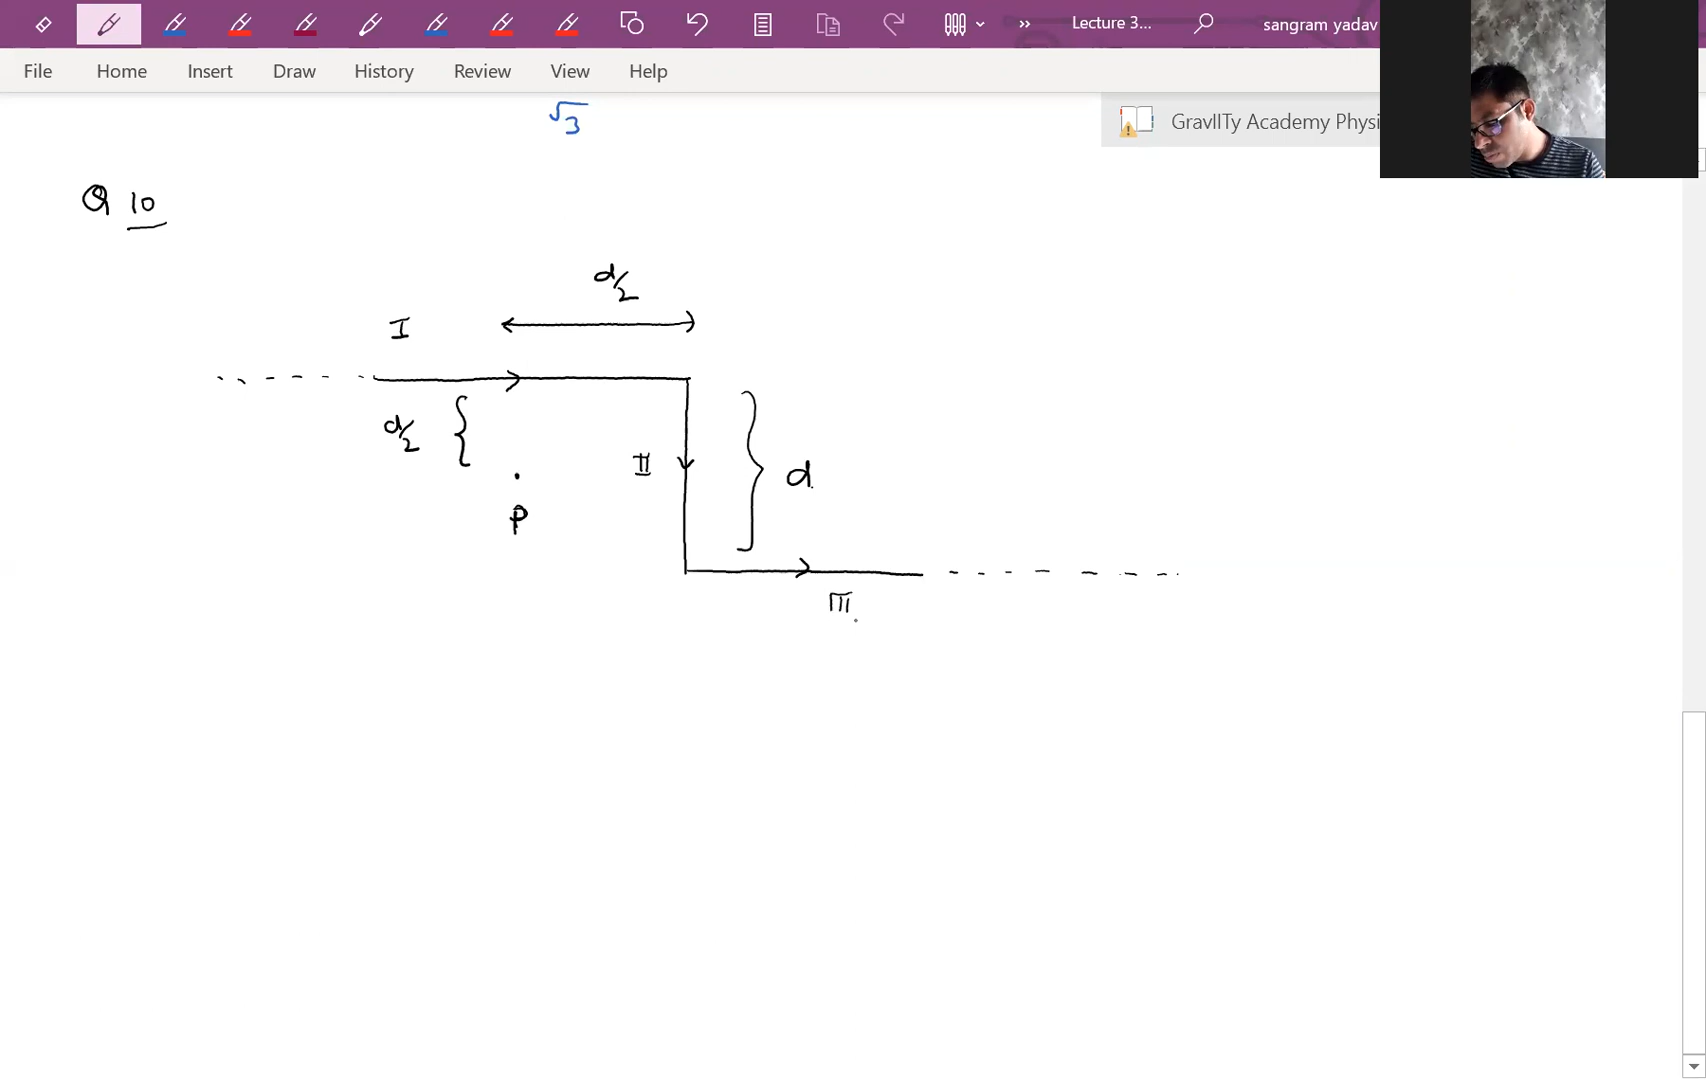 Lecture 3...
sangram yadav
File Home Insert Draw History Review View Help
√3
GravIITy Academy Physi
Q 10
d/2
I
d/2
II
d
P
III